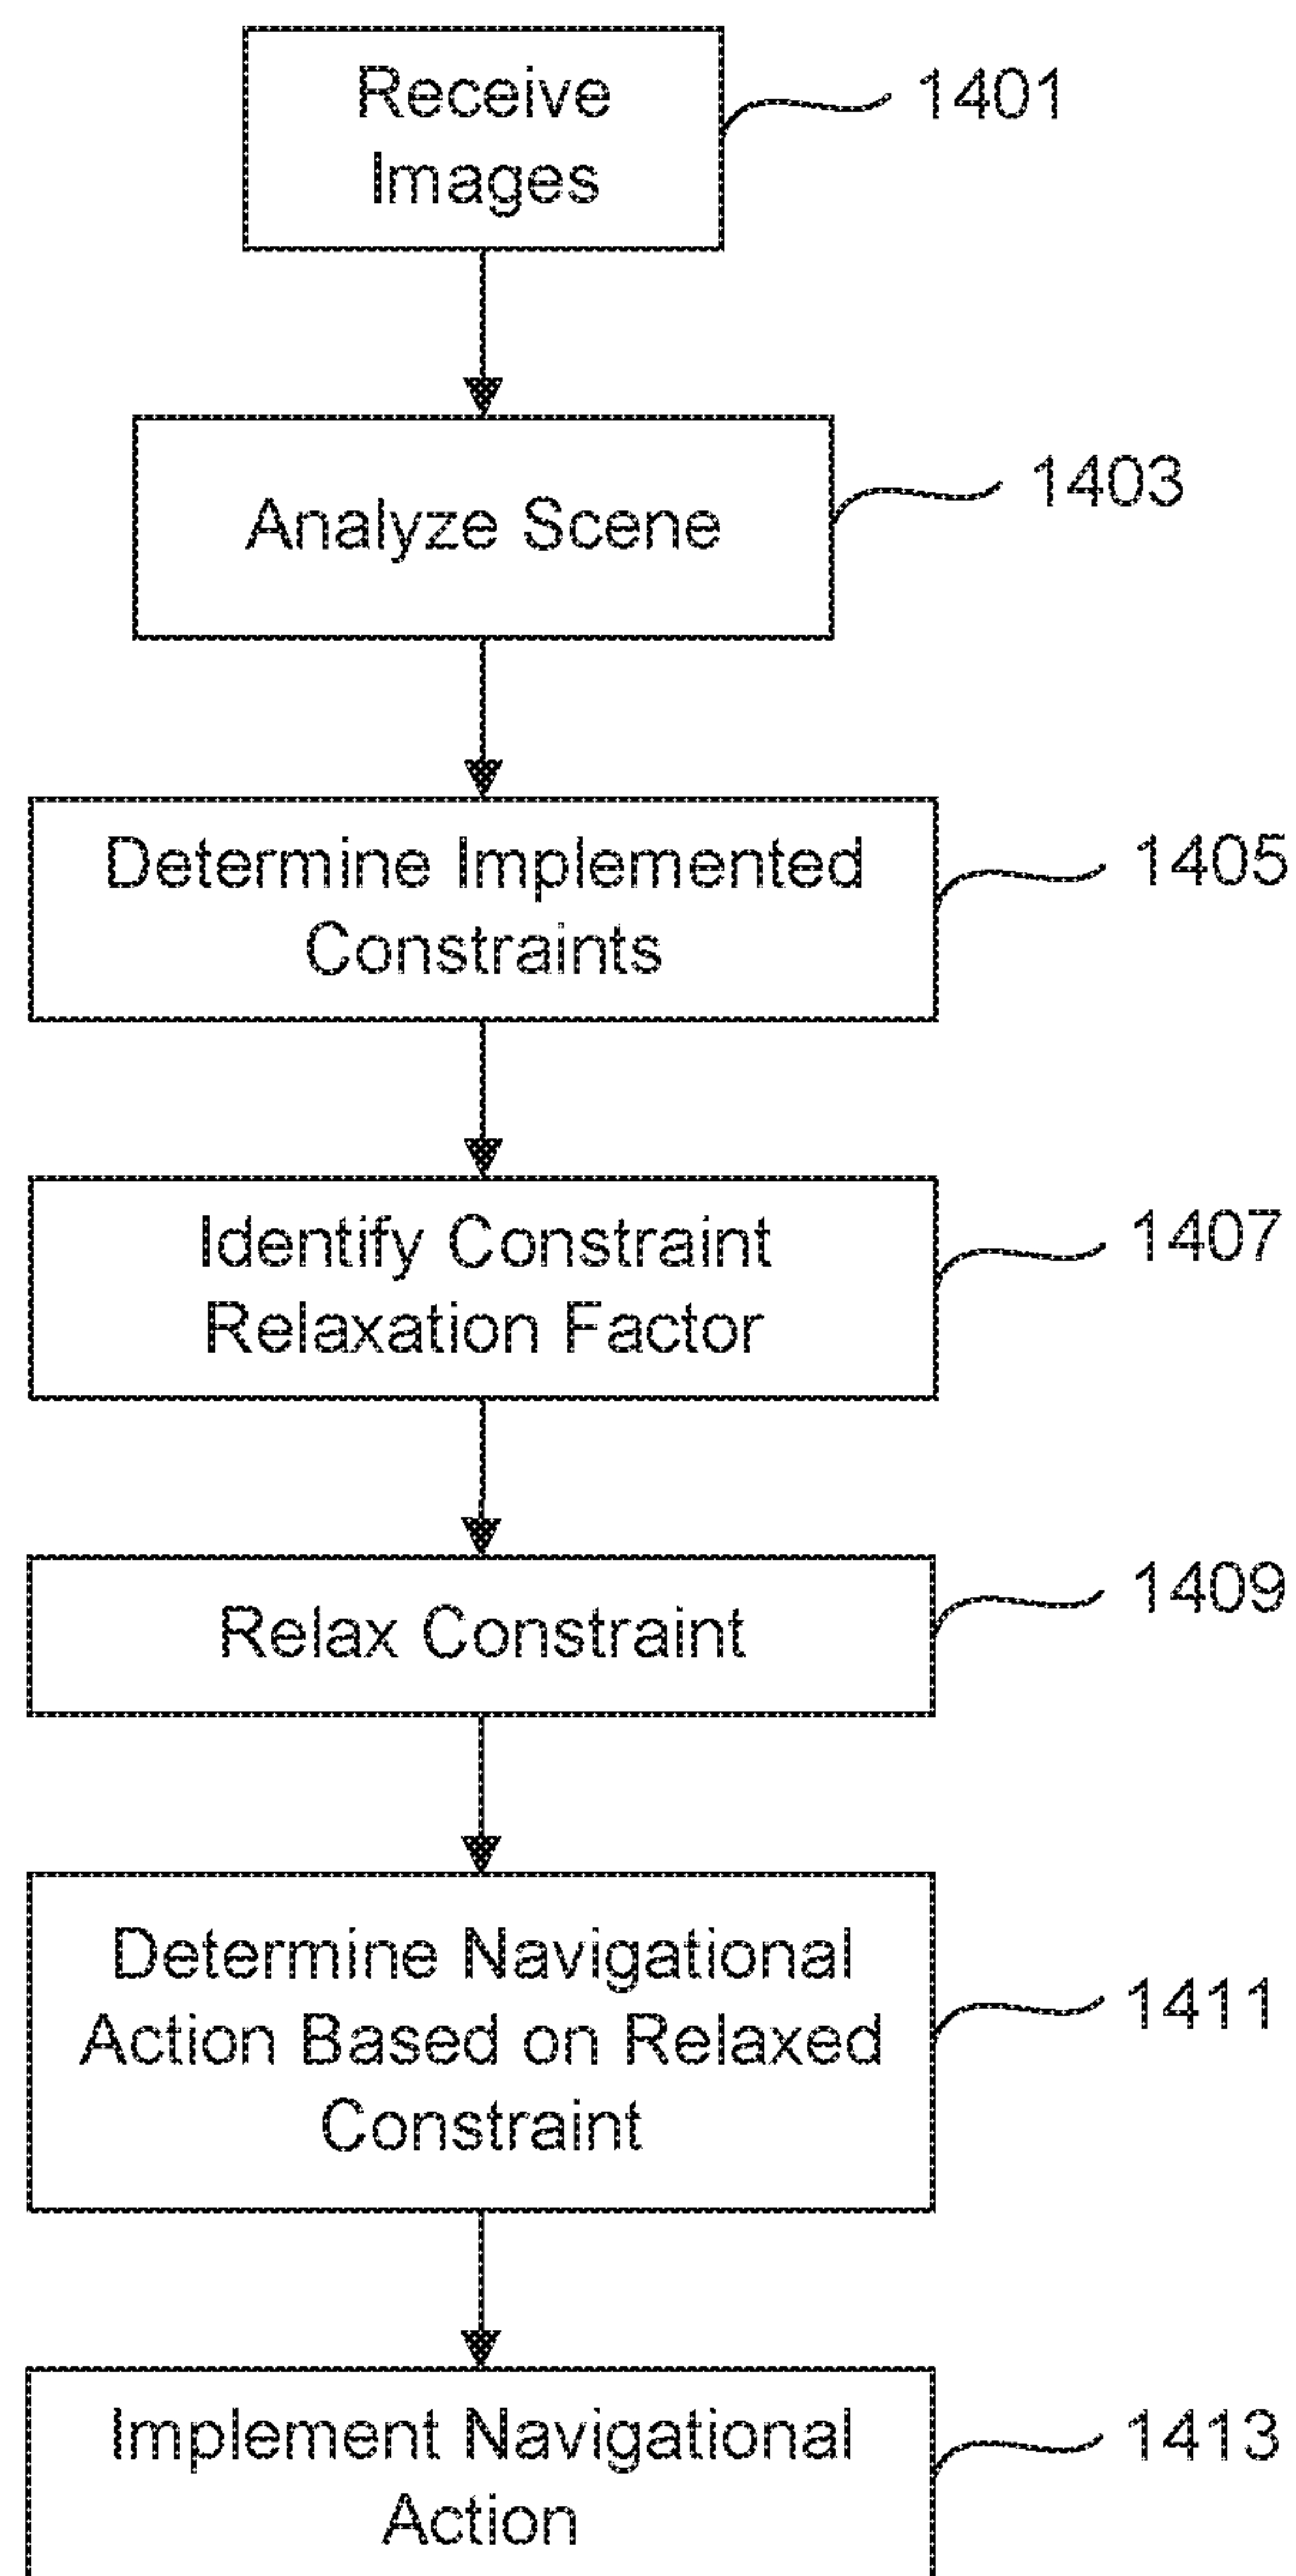 Receive
Images
1401
Analyze Scene
1403
Determine Implemented
Constraints
1405
Identify Constraint
Relaxation Factor
1407
Relax Constraint
1409
Determine Navigational
Action Based on Relaxed
Constraint
1411
Implement Navigational
Action
1413